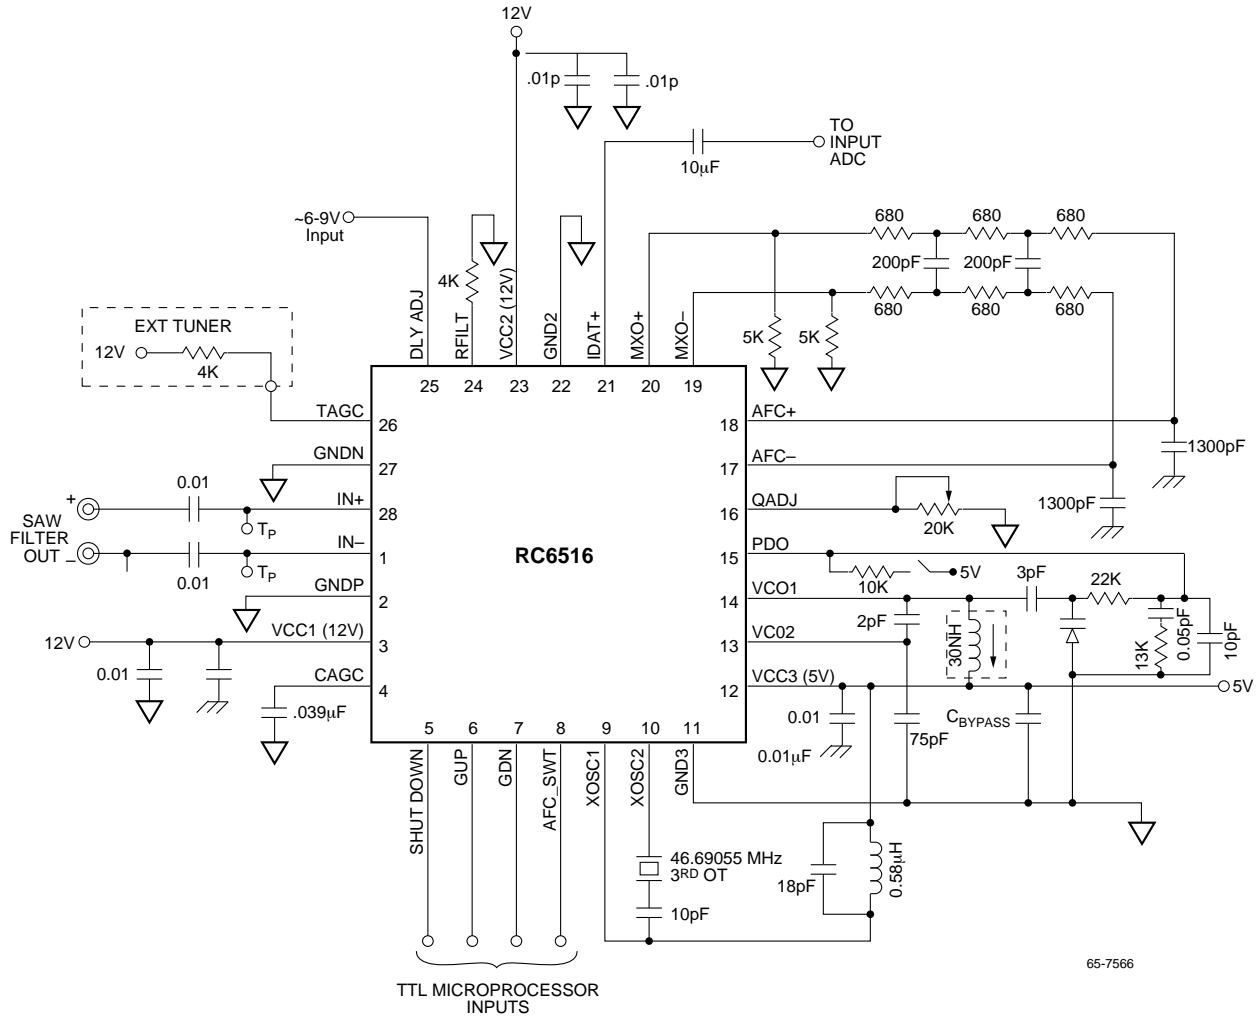 12V
.01p
.01p
TO
INPUT
ADC
10µF
~6-9V
Input
680
680
680
4K
200pF
200pF
680
680
680
5K
5K
EXT TUNER
12V
4K
DLY ADJ
RFILT
VCC2 (12V)
GND2
IDAT+
MXO+
MXO–
25
24
23
22
21
20
19
TAGC
26
18
AFC+
1300pF
GNDN
27
17
AFC–
1300pF
0.01
IN+
28
16
QADJ
20K
+
SAW
FILTER
OUT
–
TP
IN–
1
RC6516
15
PDO
10K
5V
0.01
TP
GNDP
2
14
VCO1
3pF
22K
2pF
30NH
13K
0.05pF
10pF
12V
VCC1 (12V)
3
13
VC02
0.01
CAGC
4
12
VCC3 (5V)
5V
.039µF
0.01
0.01µF
75pF
CBYPASS
5
6
7
8
9
10
11
SHUT DOWN
GUP
GDN
AFC_SWT
XOSC1
XOSC2
GND3
46.69055 MHz
3RD OT
10pF
18pF
0.58µH
TTL MICROPROCESSOR
INPUTS
65-7566